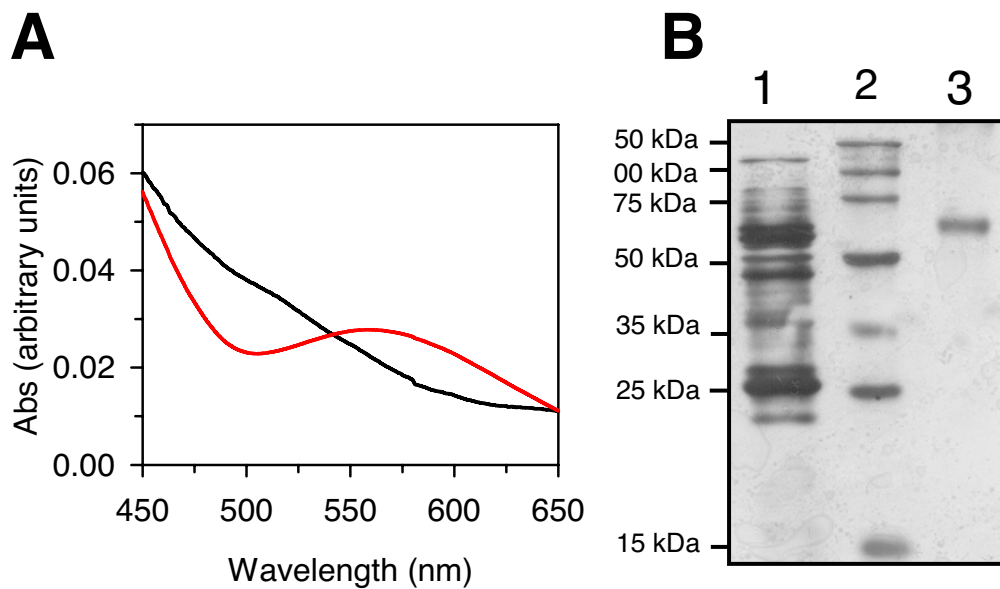 A
B
1 2 3
Abs (arbitrary units)
0.06
0.04
0.02
0.00
450 500 550 600 650
Wavelength (nm)
50 kDa
00 kDa
75 kDa
50 kDa
35 kDa
25 kDa
15 kDa